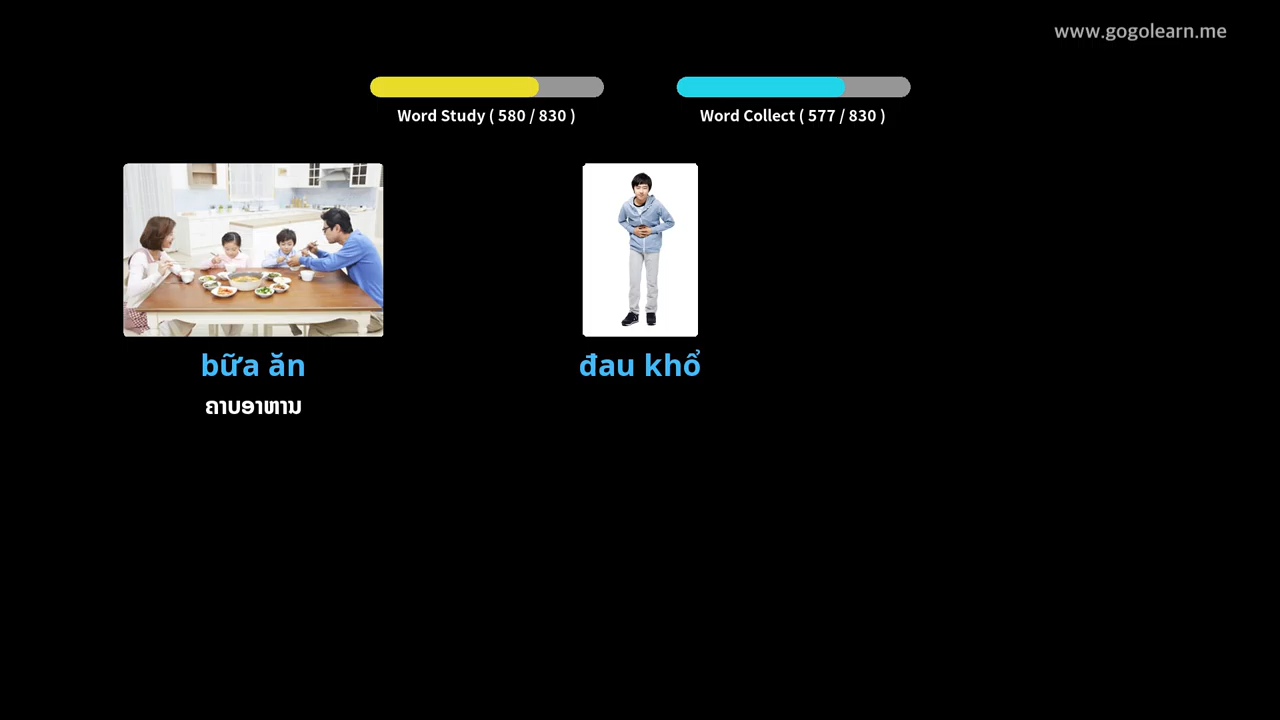 www.gogolearn.me
Word Study ( 580 / 830 )
Word Collect ( 577 / 830 )
bữa ăn
ຄາບອາຫານ
đau khổ